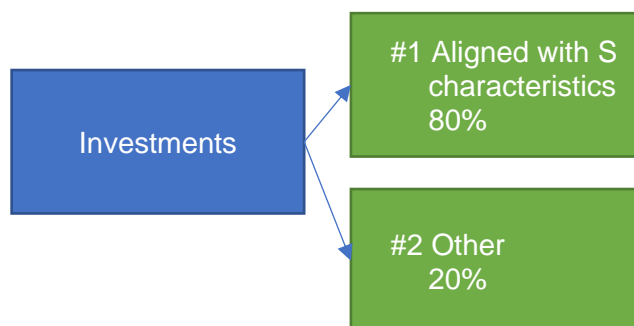 Investments
#1 Aligned with S
characteristics
80%
#2 Other
20%